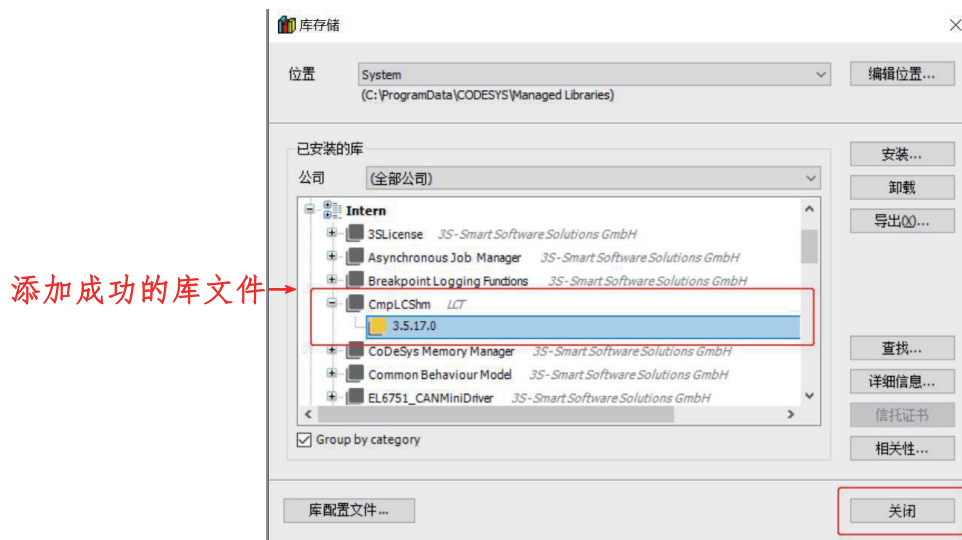 库存储
位置
System
编辑位置...
(C:\ProgramData\CODESYS\Managed Libraries)
已安装的库
安装...
公司
(全部公司)
卸载
Intern
导出(X)...
3SLicense 3S-Smart Software Solutions GmbH
Asynchronous Job Manager 3S-Smart Software Solutions GmbH
Breakpoint Logging Functions 3S-Smart Software Solutions GmbH
添加成功的库文件
CmpLCShm LCT
3.5.17.0
CoDeSys Memory Manager 3S-Smart Software Solutions GmbH
查找...
Common Behaviour Model 3S-Smart Software Solutions GmbH
详细信息...
EL6751_CANMiniDriver 3S-Smart Software Solutions GmbH
信托证书
Group by category
相关性...
库配置文件...
关闭